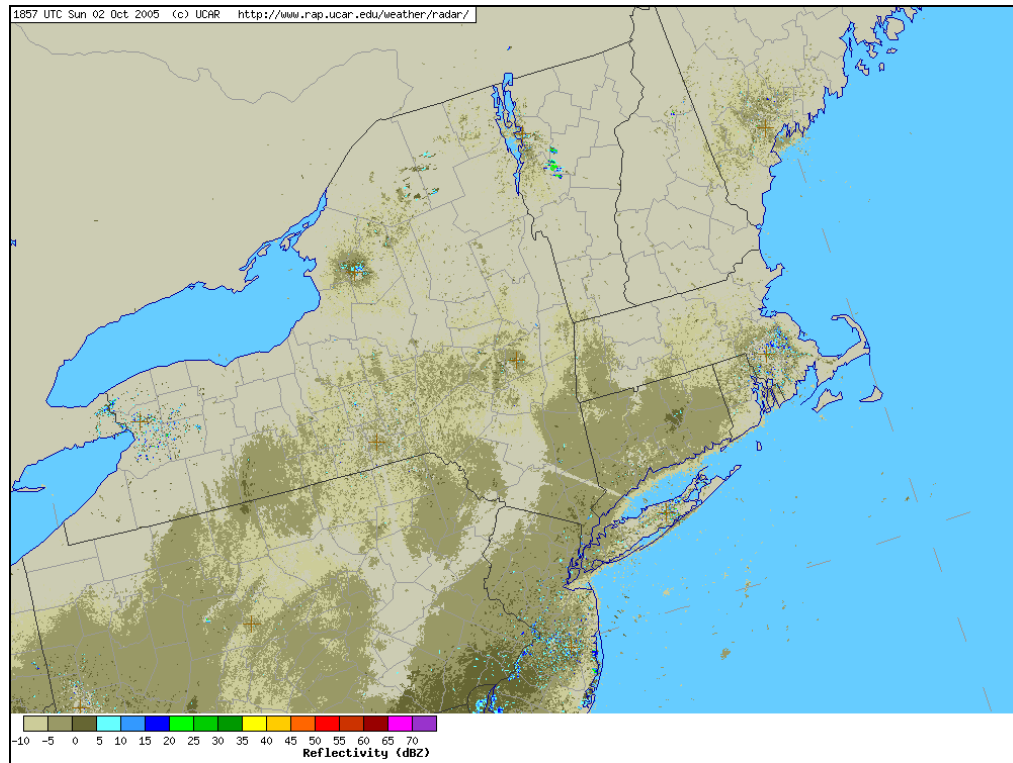 1857 UTC Sun 02 Oct 2005 (c) UCAR http://www.rap.ucar.edu/weather/radar/
-10 -5 0 5 10 15 20 25 30 35 40 45 50 55 60 65 70
Reflectivity (dBZ)